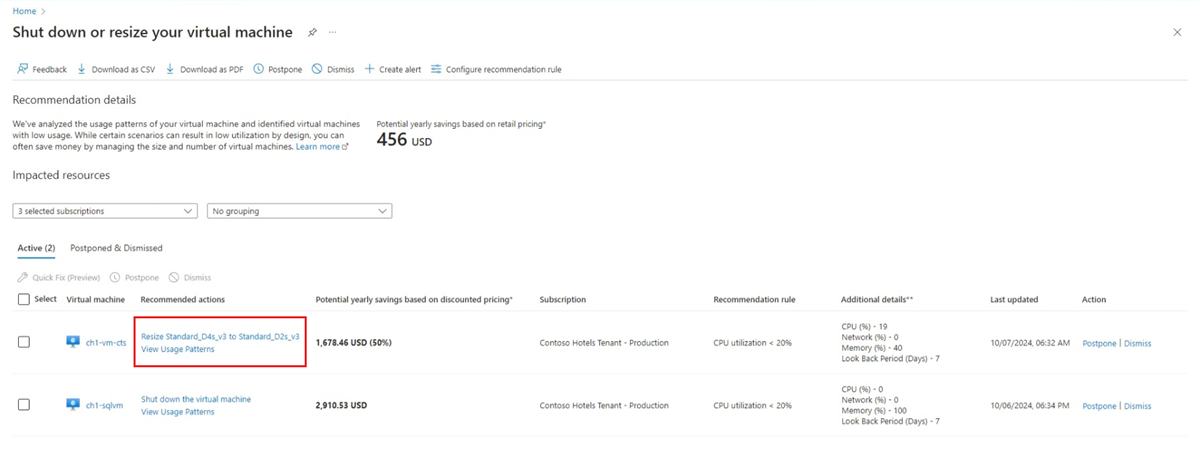 Home >
Shut down or resize your virtual machine ...
Feedback Download as CSV Download as PDF Postpone Dismiss Create alert Configure recommendation rule
Recommendation details
We've analyzed the usage patterns of your virtual machine and identified virtual machines
with low usage. While certain scenarios can result in low utilization by design, you can
often save money by managing the size and number of virtual machines. Learn more
Potential yearly savings based on retail pricing*
456 USD
Impacted resources
3 selected subscriptions No grouping
Active (2) Postponed & Dismissed
Quick Fix (Preview) Postpone Dismiss
Select Virtual machine Recommended actions Potential yearly savings based on discounted pricing* Subscription Recommendation rule Additional details** Last updated Action
ch1-vm-cts
Resize Standard_D4s_v3 to Standard_D2s_v3
View Usage Patterns
1,678.46 USD (50%)
Contoso Hotels Tenant - Production
CPU utilization < 20%
CPU (%) - 19
Network (%) - 0
Memory (%) - 40
Look Back Period (Days) - 7
10/07/2024, 06:32 AM
Postpone | Dismiss
ch1-sqlvm
Shut down the virtual machine
View Usage Patterns
2,910.53 USD
Contoso Hotels Tenant - Production
CPU utilization < 20%
CPU (%) - 0
Network (%) - 0
Memory (%) - 100
Look Back Period (Days) - 7
10/06/2024, 06:34 PM
Postpone | Dismiss